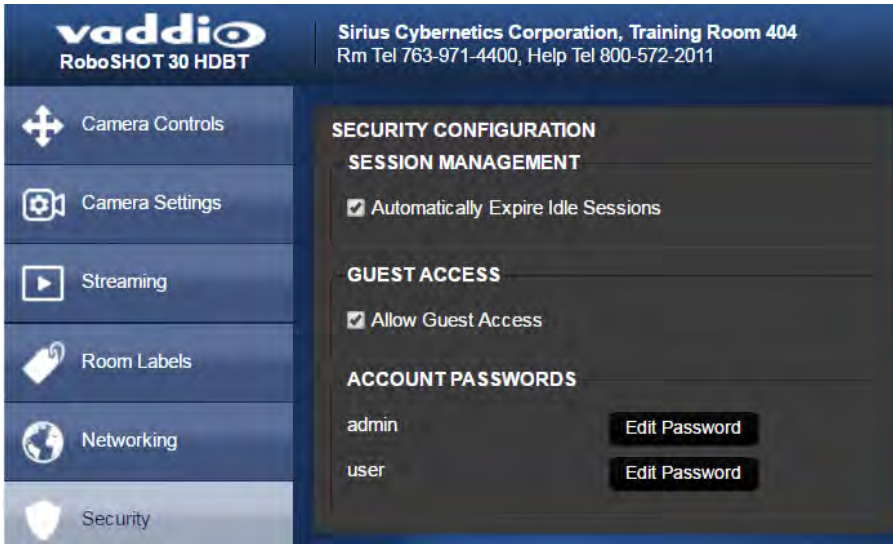 vaddio
RoboSHOT 30 HDBT
Sirius Cybernetics Corporation, Training Room 404
Rm Tel 763-971-4400, Help Tel 800-572-2011
Camera Controls
Camera Settings
Streaming
Room Labels
Networking
Security
SECURITY CONFIGURATION
SESSION MANAGEMENT
Automatically Expire Idle Sessions
GUEST ACCESS
Allow Guest Access
ACCOUNT PASSWORDS
admin Edit Password
user Edit Password